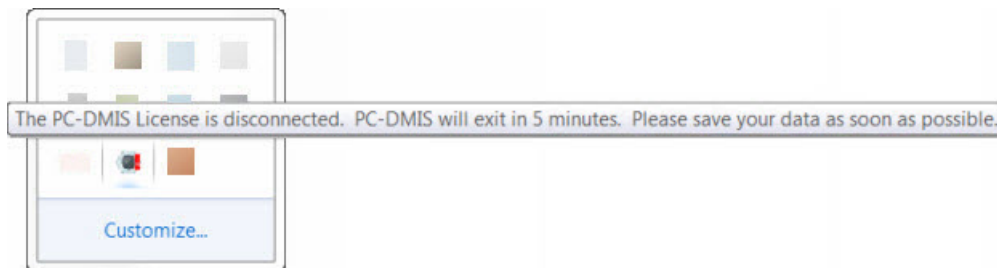 The PC-DMIS License is disconnected. PC-DMIS will exit in 5 minutes. Please save your data as soon as possible.
Customize...